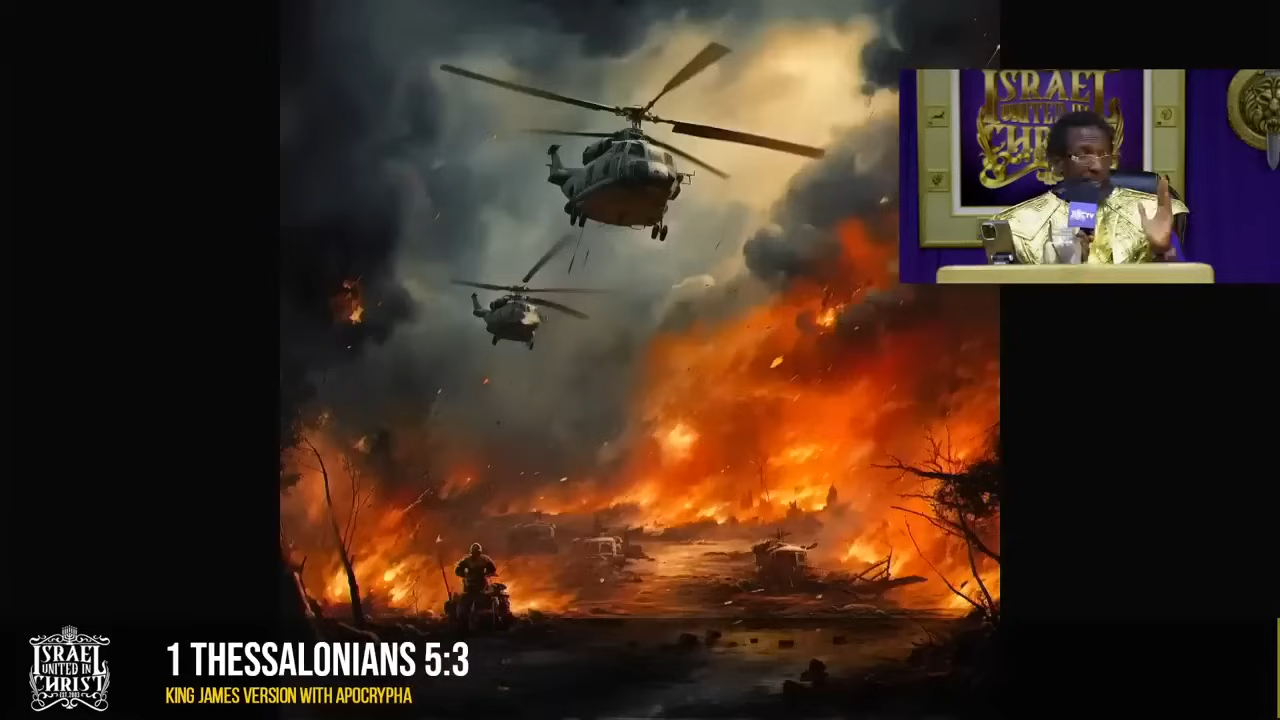 ISRAEL
UNITED IN
CHRIST
ISRAEL
UNITED IN
CHRIST
1 THESSALONIANS 5:3
KING JAMES VERSION WITH APOCRYPHA